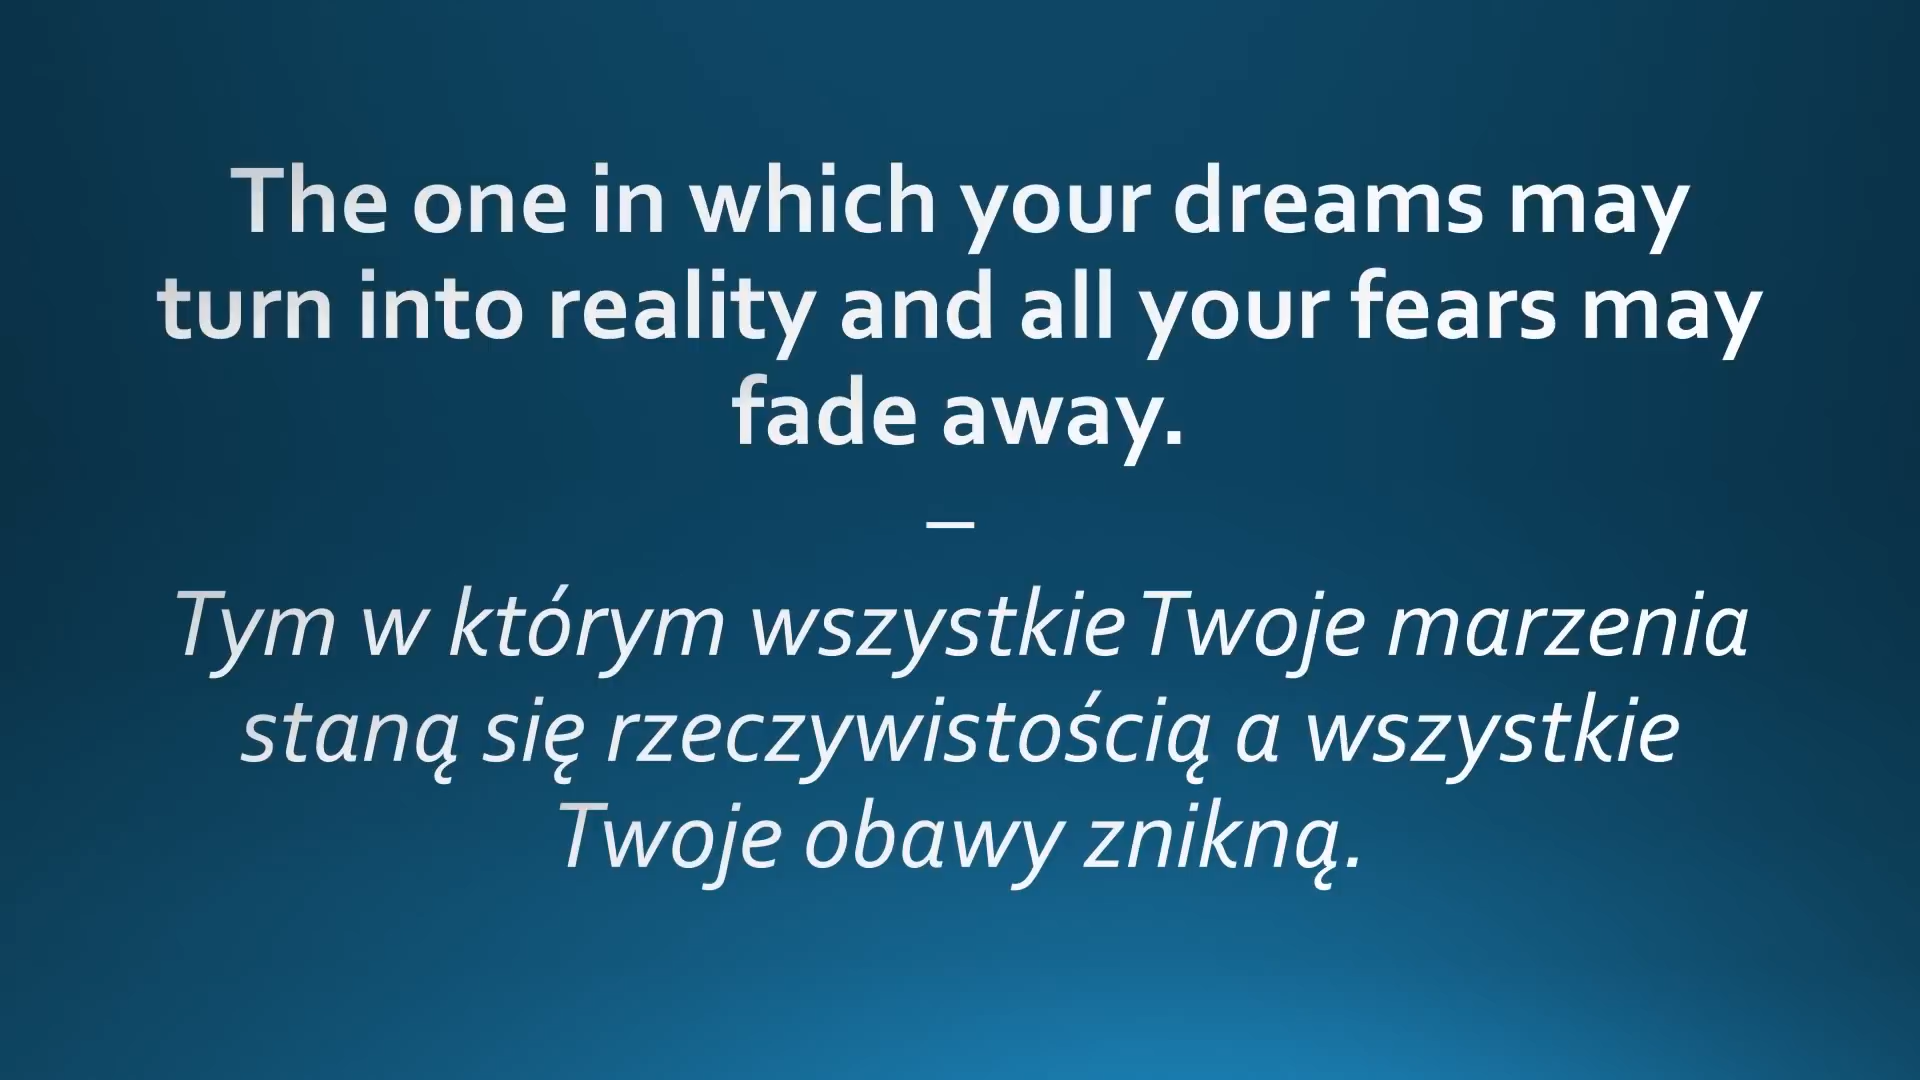 The one in which your dreams may
turn into reality and all your fears may
fade away.
–
Tym w którym wszystkie Twoje marzenia
staną się rzeczywistością a wszystkie
Twoje obawy znikną.